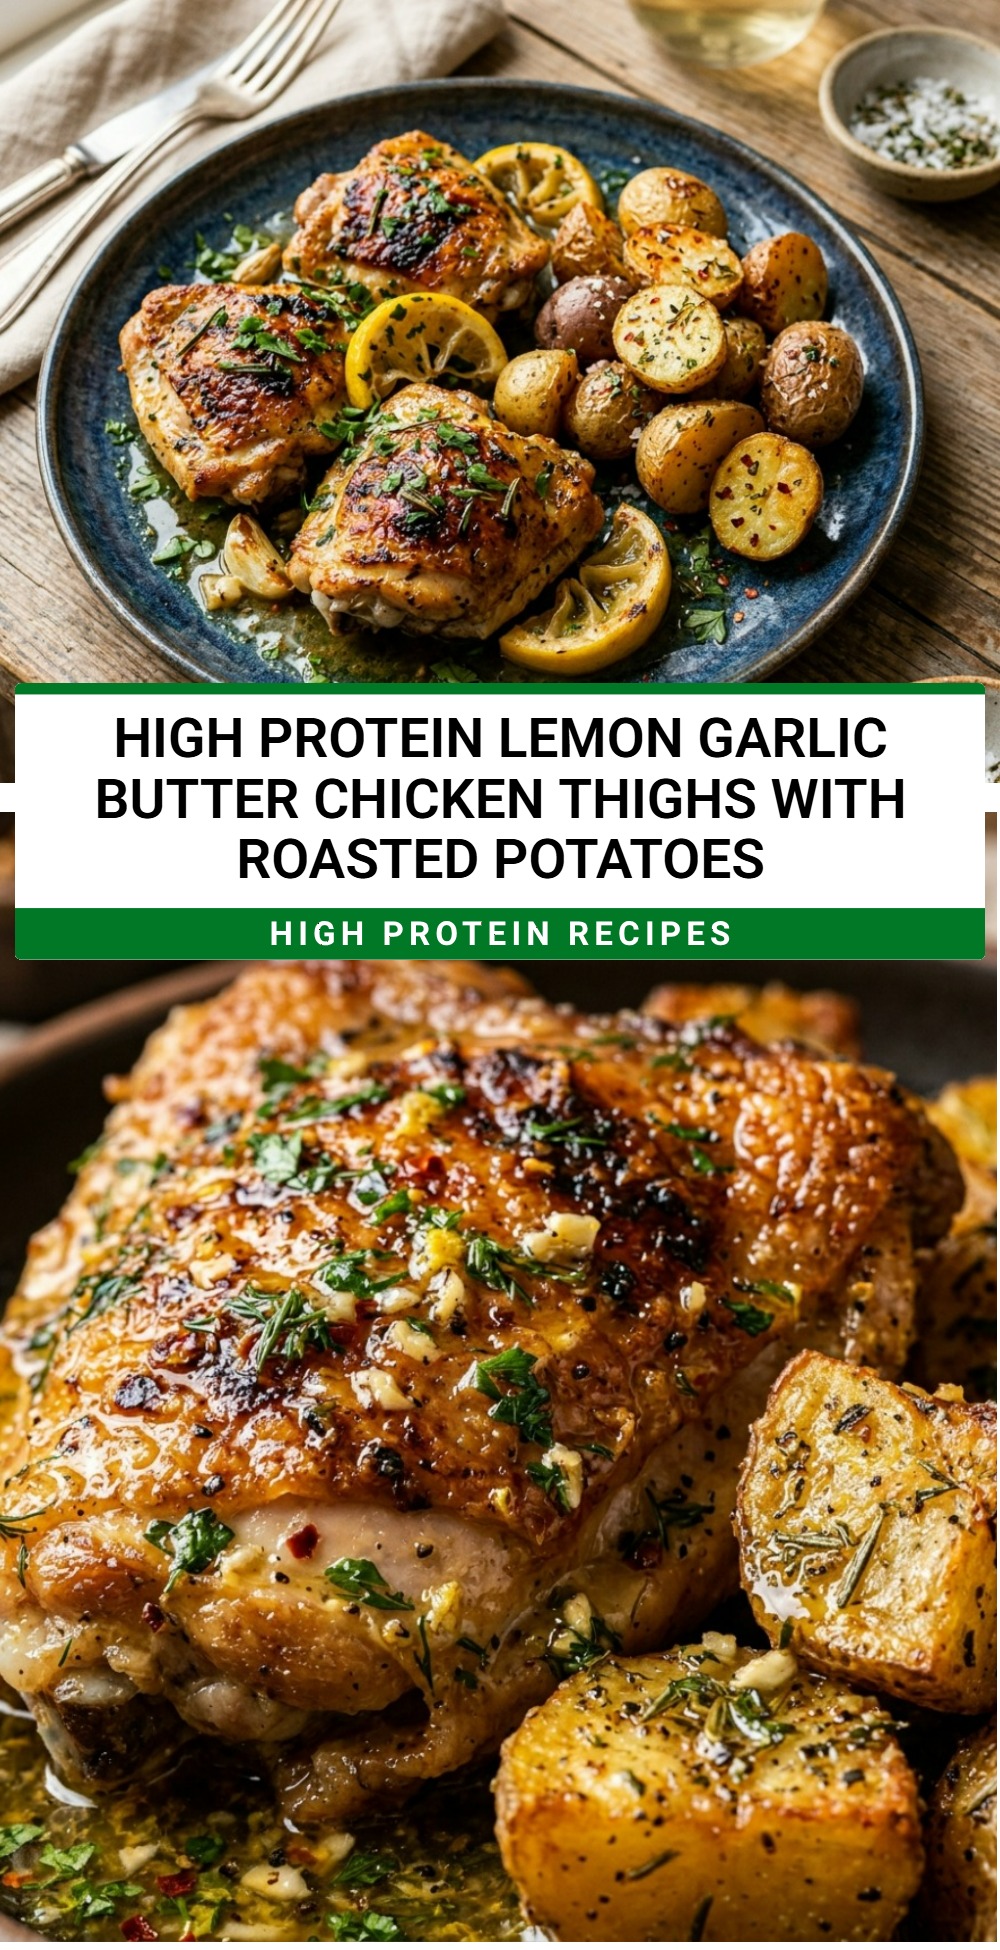 HIGH PROTEIN LEMON GARLIC
BUTTER CHICKEN THIGHS WITH
ROASTED POTATOES
HIGH PROTEIN RECIPES